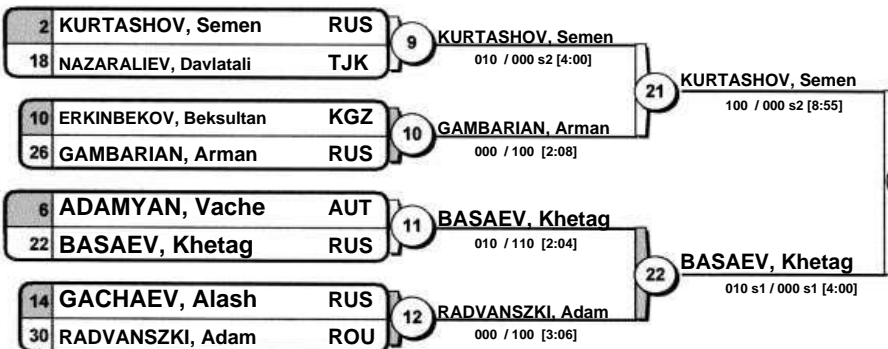 2 KURTASHOV, Semen RUS
18 NAZARALIEV, Davlatali TJK
9
KURTASHOV, Semen
010 / 000 s2 [4:00]
10 ERKINBEKOV, Beksultan KGZ
26 GAMBARIAN, Arman RUS
10
GAMBARIAN, Arman
000 / 100 [2:08]
21
KURTASHOV, Semen
100 / 000 s2 [8:55]
6 ADAMYAN, Vache AUT
22 BASAEV, Khetag RUS
11
BASAEV, Khetag
010 / 110 [2:04]
14 GACHAEV, Alash RUS
30 RADVANSZKI, Adam ROU
12
RADVANSZKI, Adam
000 / 100 [3:06]
22
BASAEV, Khetag
010 s1 / 000 s1 [4:00]